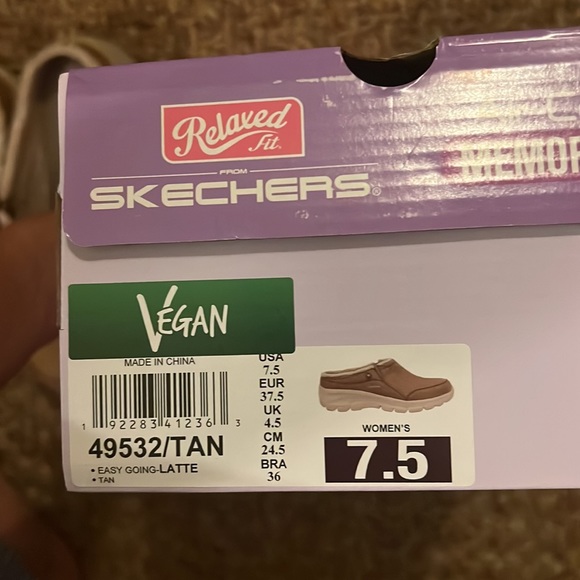 Relaxed
Fit.
FROM
SKECHERS®
VEGAN
MADE IN CHINA
1 92283 41236 3
49532/TAN
• EASY GOING-LATTE
• TAN
USA
7.5
EUR
37.5
UK
4.5
CM
24.5
BRA
36
WOMEN'S
7.5